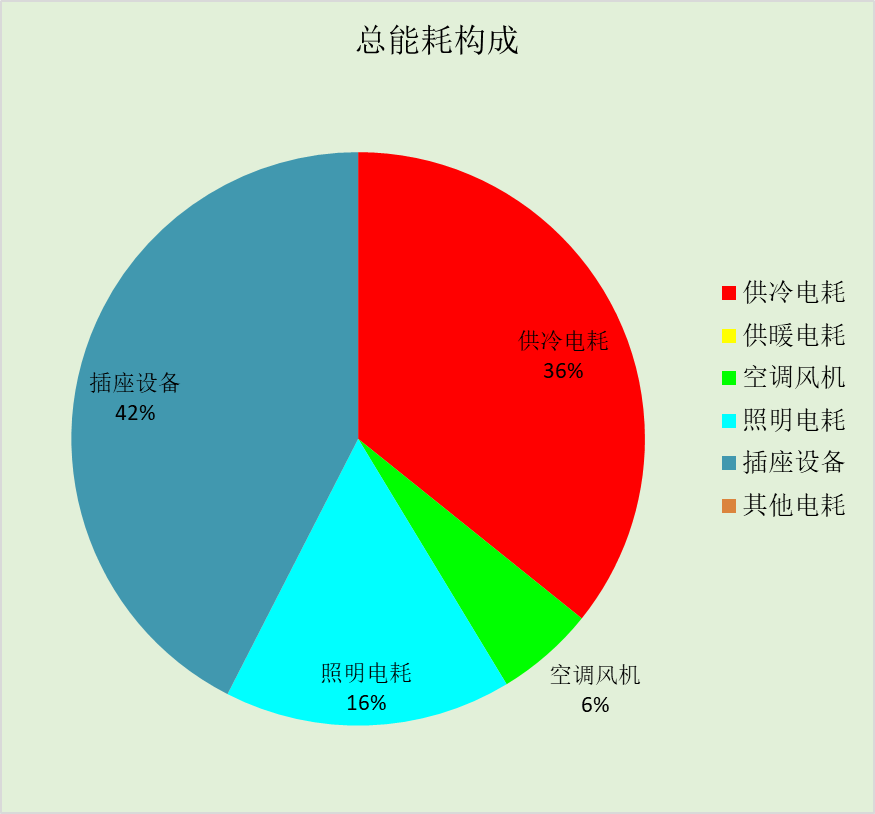 总能耗构成
供冷电耗
36%
插座设备
42%
照明电耗
16%
空调风机
6%
供冷电耗
供暖电耗
空调风机
照明电耗
插座设备
其他电耗